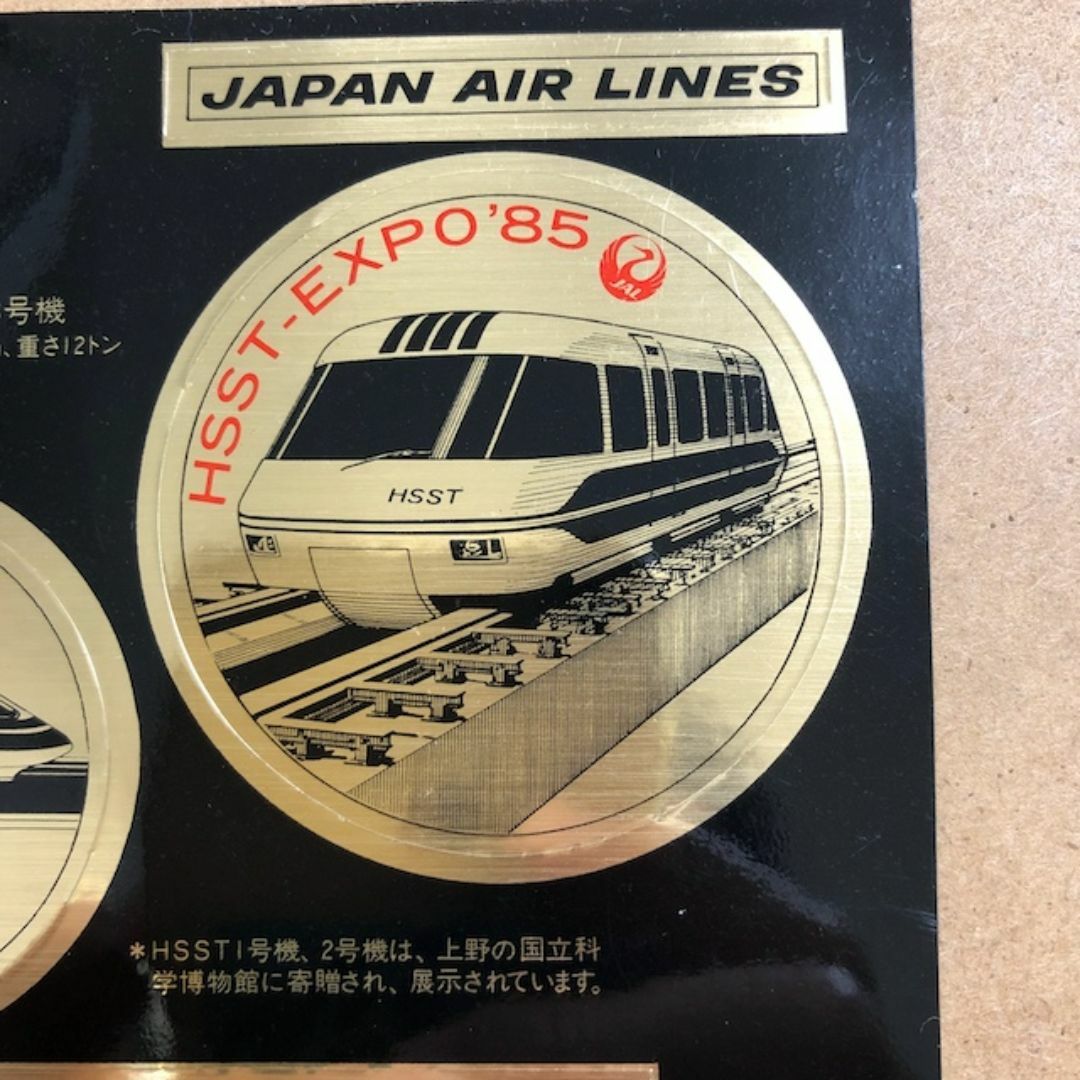 JAPAN AIR LINES
HSST-EXPO'85
JAL
号機
、重さ12トン
HSST
*HSST1号機、2号機は、上野の国立科
学博物館に寄贈され、展示されています。